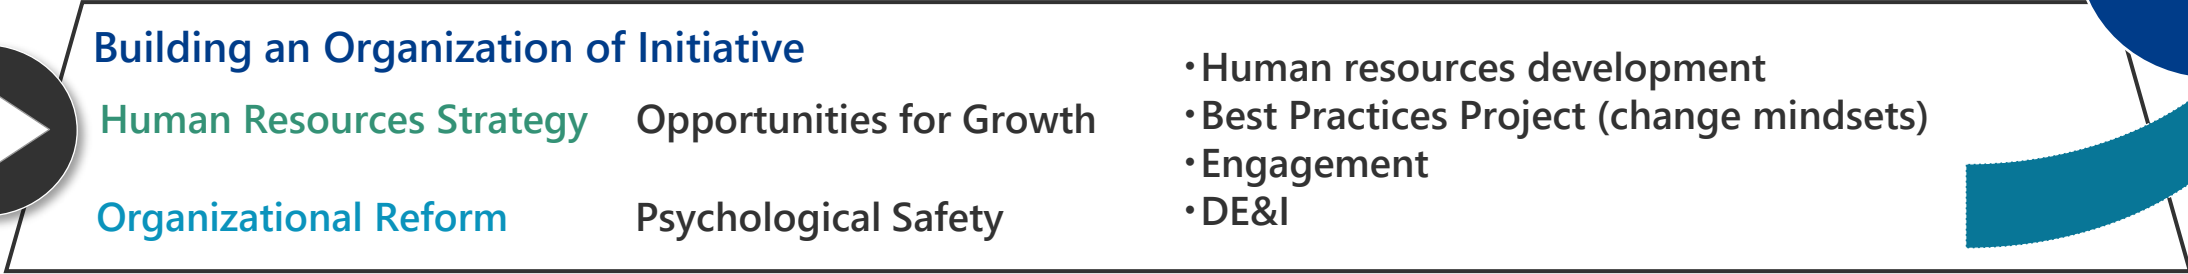 Building an Organization of Initiative
Human Resources Strategy Opportunities for Growth
Organizational Reform Psychological Safety
・Human resources development
・Best Practices Project (change mindsets)
・Engagement
・DE&I